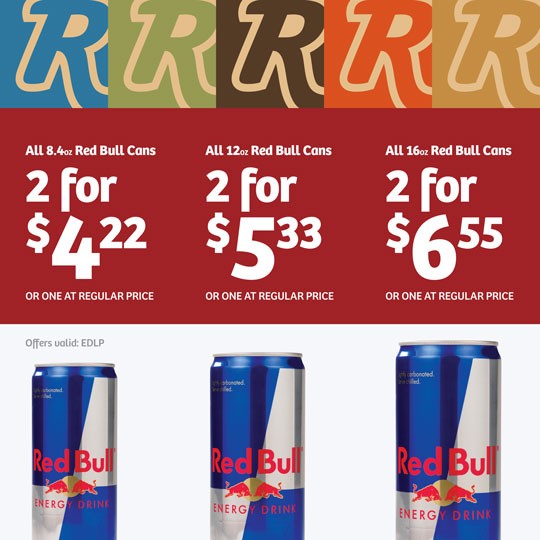 R R R R R
All 8.4oz Red Bull Cans
2 for
$4 22
OR ONE AT REGULAR PRICE
All 12oz Red Bull Cans
2 for
$5 33
OR ONE AT REGULAR PRICE
All 16oz Red Bull Cans
2 for
$6 55
OR ONE AT REGULAR PRICE
Offers valid: EDLP
Red Bull
ENERGY DRINK
Red Bull
ENERGY DRINK
Red Bull
ENERGY DRINK